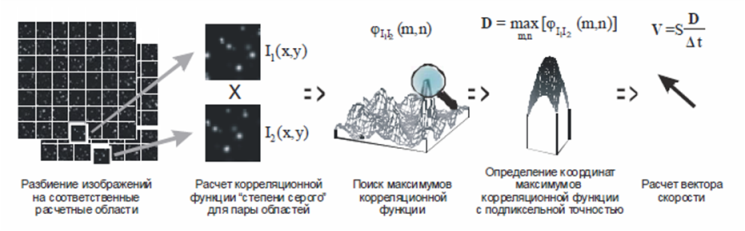 φI₁I₂ (m,n)
D = max[φI₁I₂ (m,n)]
m,n
V = S D/Δt
I₁(x,y)
X
I₂(x,y)
=>
=>
=>
Разбиение изображений
на соответственные
расчетные области
Расчет корреляционной
функции "степени серого"
для пары областей
Поиск максимумов
корреляционной
функции
Определение координат
максимумов
корреляционной функции
с подпиксельной точностью
Расчет вектора
скорости